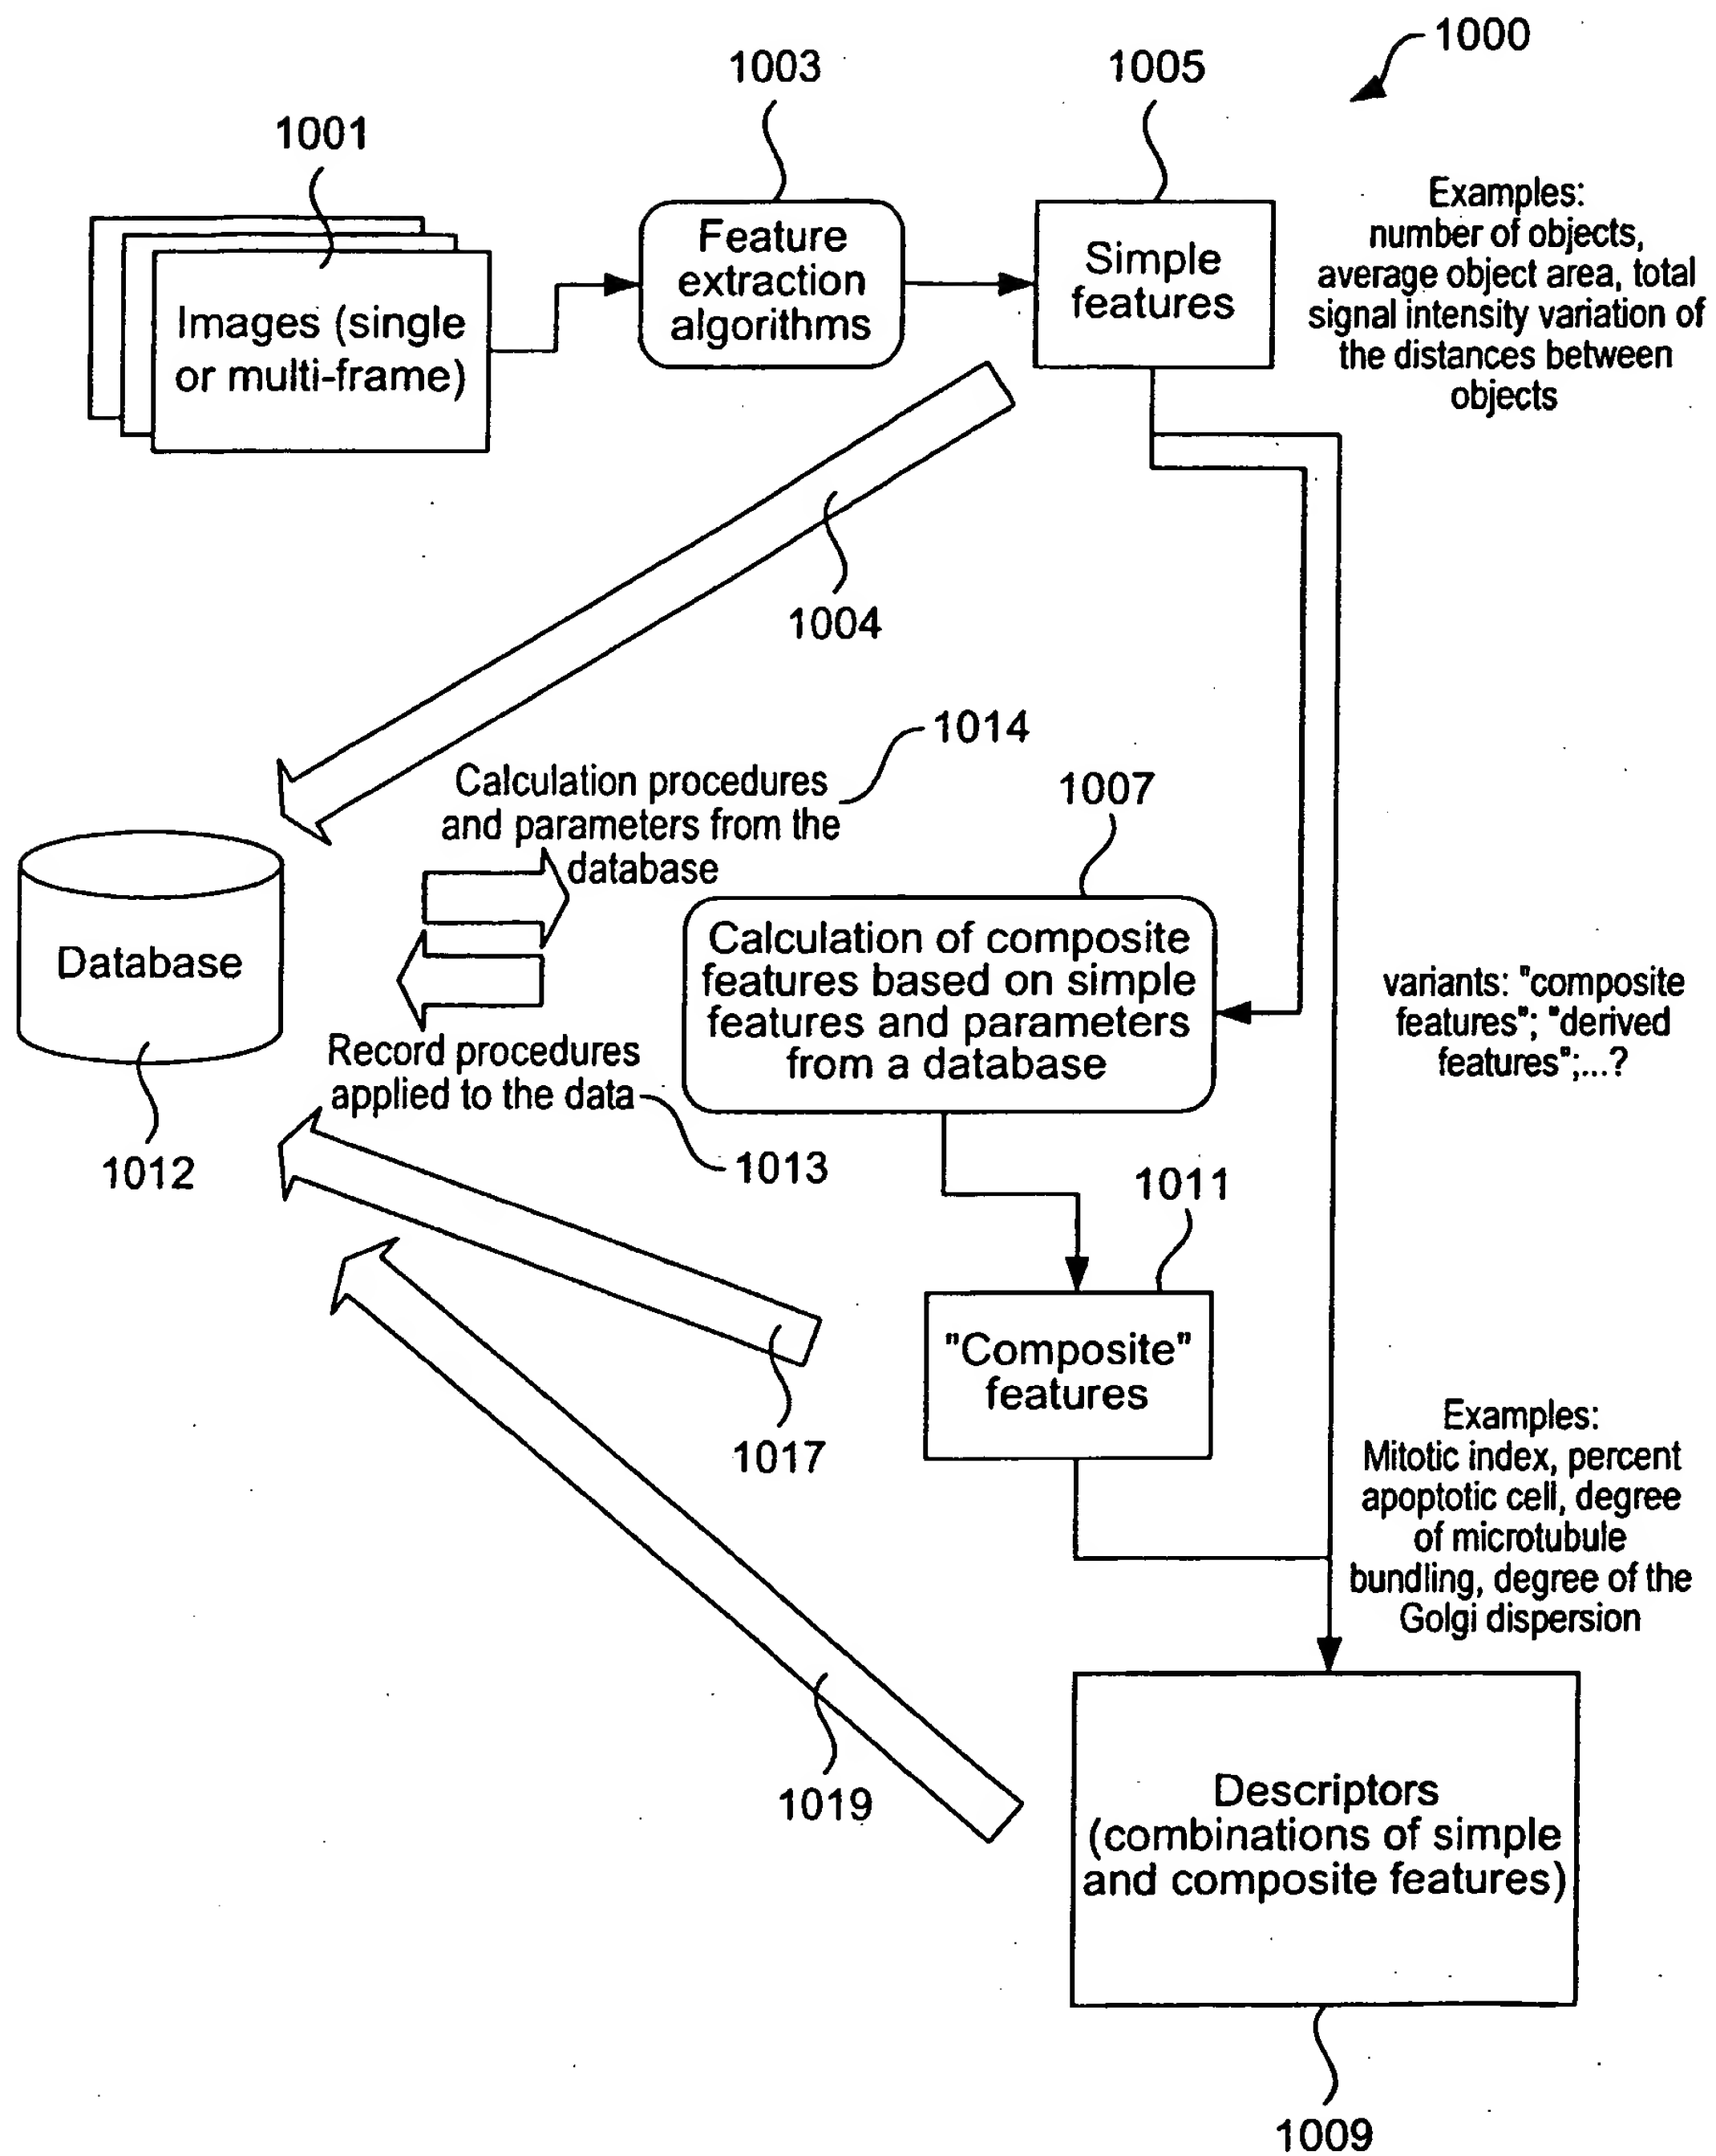 1000
1003
1005
1001
Examples:
number of objects,
average object area, total
signal intensity variation of
the distances between
objects
Feature
extraction
algorithms
Simple
features
Images (single
or multi-frame)
1004
1014
Calculation procedures
and parameters from the
database
1007
Database
Calculation of composite
features based on simple
features and parameters
from a database
variants: "composite
features"; "derived
features";...?
Record procedures
applied to the data
1012
1013
1011
"Composite"
features
1017
Examples:
Mitotic index, percent
apoptotic cell, degree
of microtubule
bundling, degree of the
Golgi dispersion
1019
Descriptors
(combinations of simple
and composite features)
1009